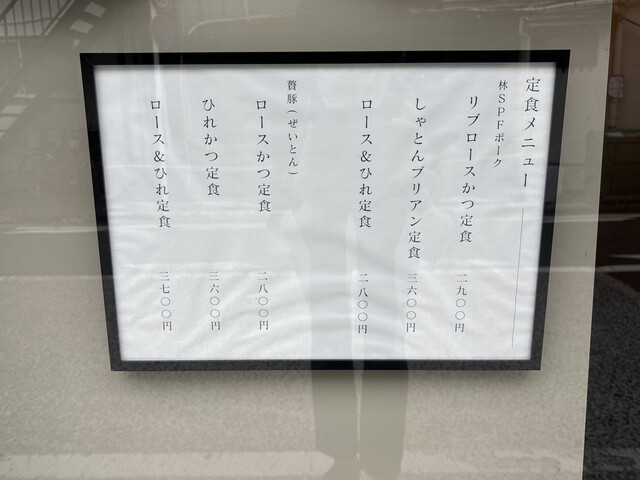 定食メニュー
林SPFポーク
リブロースかつ定食 二九〇〇円
しゃとんブリアン定食 三六〇〇円
ロース&ひれ定食 二八〇〇円
贅豚(ぜいとん)
ロースかつ定食 二八〇〇円
ひれかつ定食 三六〇〇円
ロース&ひれ定食 三七〇〇円